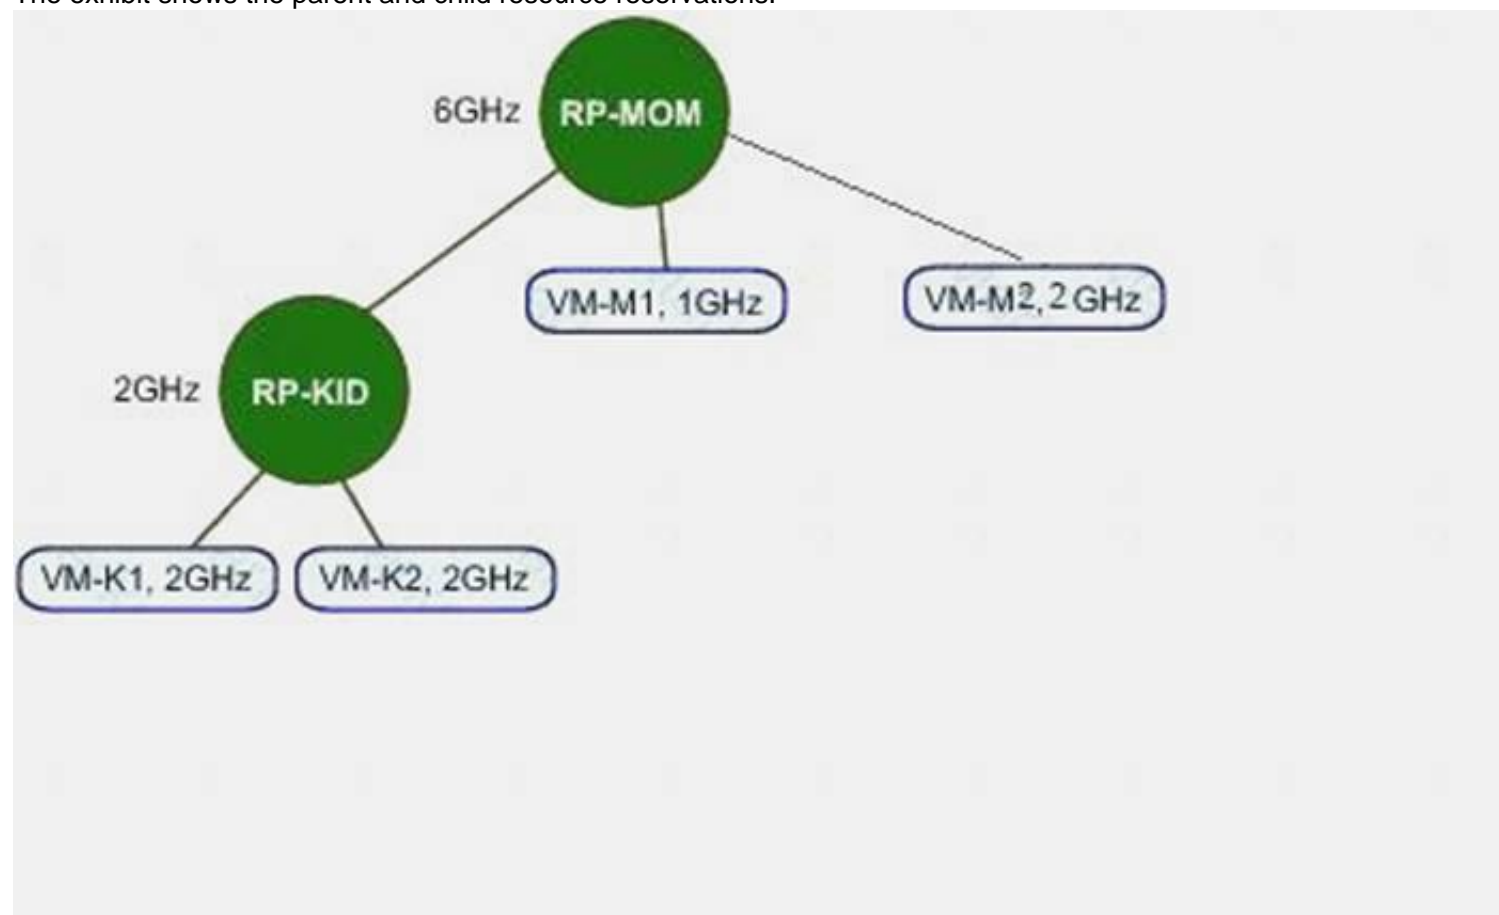 The exhibit shows the parent and child resource reservations.
6GHz
RP-MOM
VM-M1, 1GHz
VM-M2, 2 GHz
2GHz
RP-KID
VM-K1, 2GHz
VM-K2, 2GHz